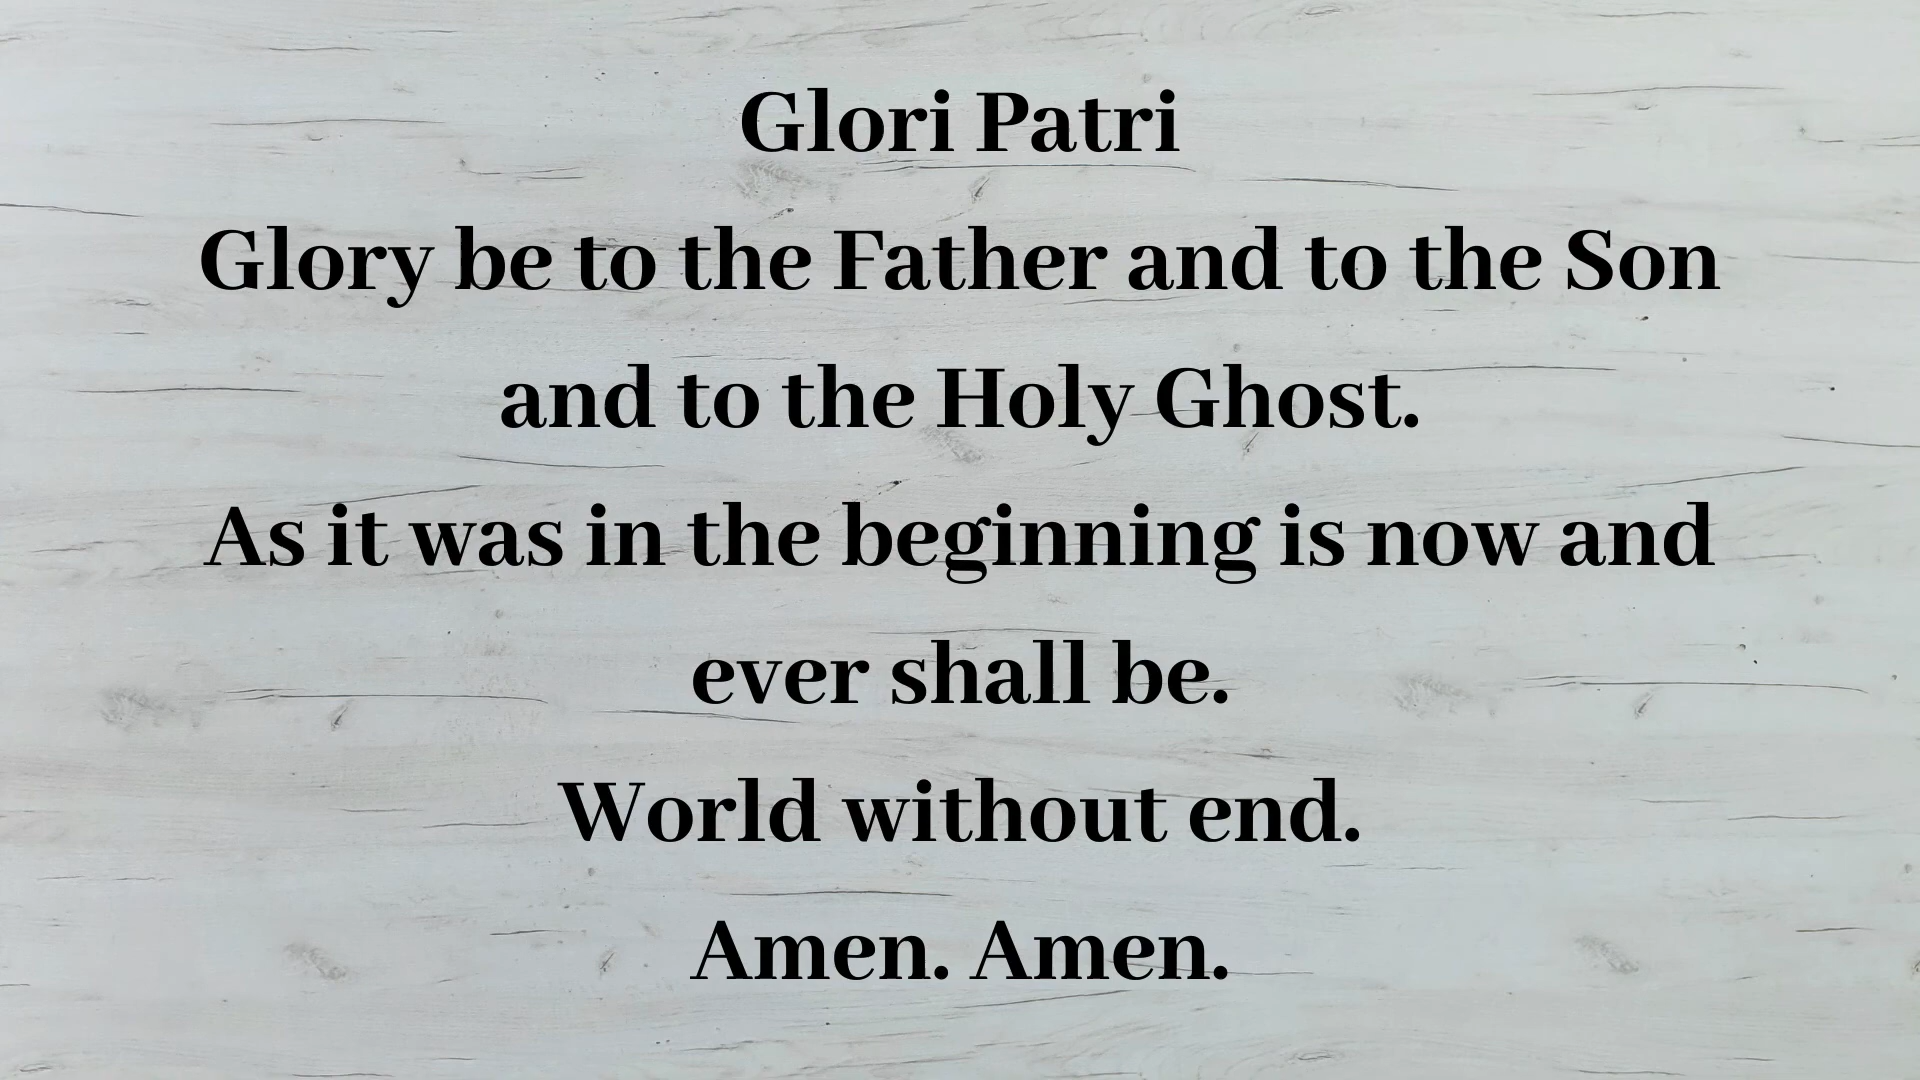 Glori Patri
Glory be to the Father and to the Son
and to the Holy Ghost.
As it was in the beginning is now and
ever shall be.
World without end.
Amen. Amen.